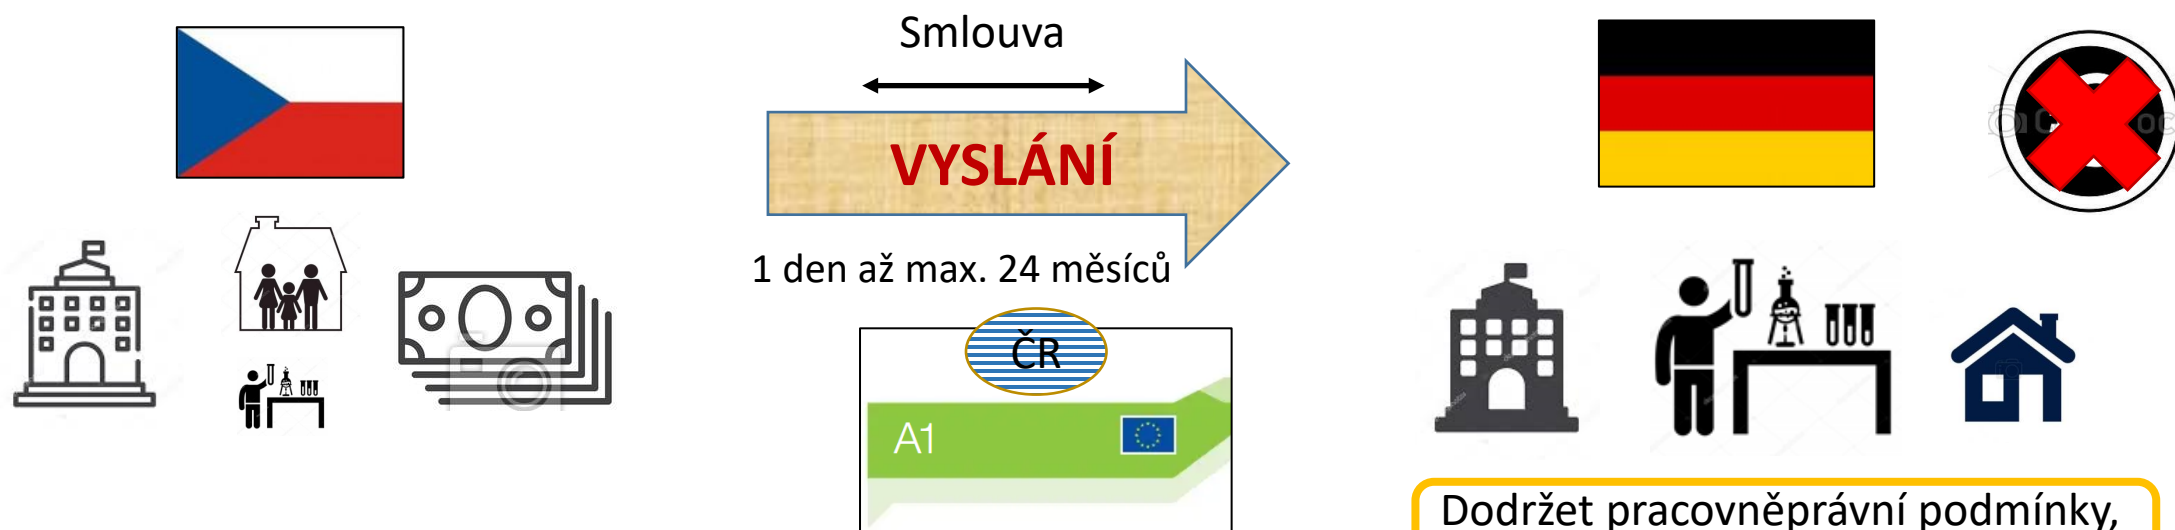 Smlouva
VYSLÁNÍ
1 den až max. 24 měsíců
ČR
A1
Dodržet pracovněprávní podmínky,